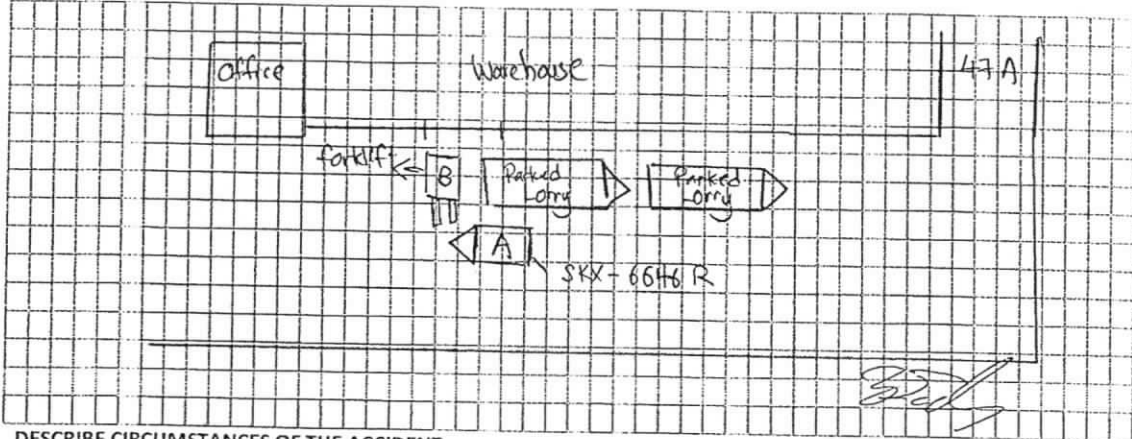 Office
Warehouse
47A
forklift
B
Parked
Lorry
Parked
Lorry
A
SKX-6646R
DESCRIBE CIRCUMSTANCES OF THE ACCIDENT